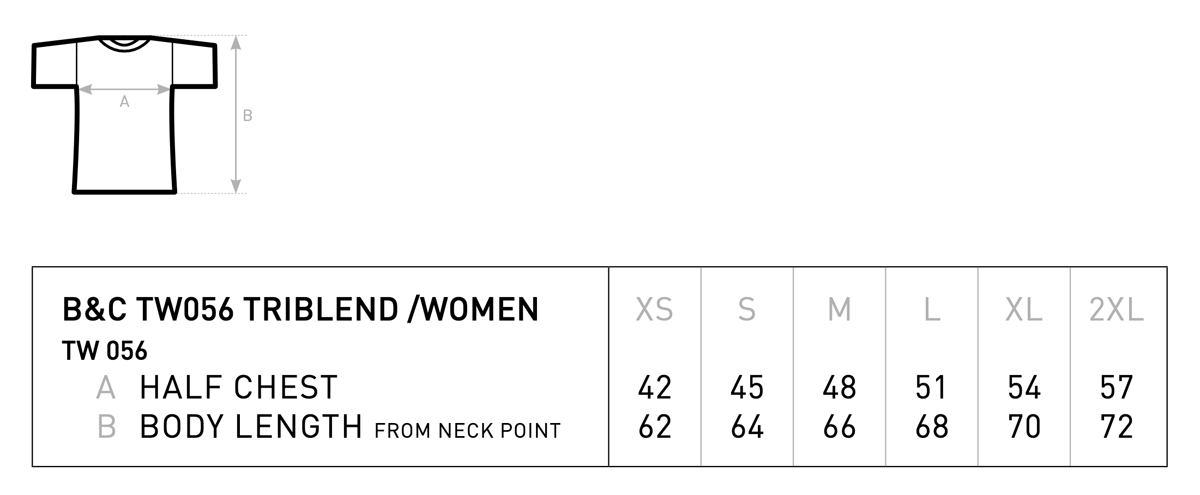 A
B
B&C TW056 TRIBLEND /WOMEN XS S M L XL 2XL
TW 056
A HALF CHEST 42 45 48 51 54 57
B BODY LENGTH FROM NECK POINT 62 64 66 68 70 72